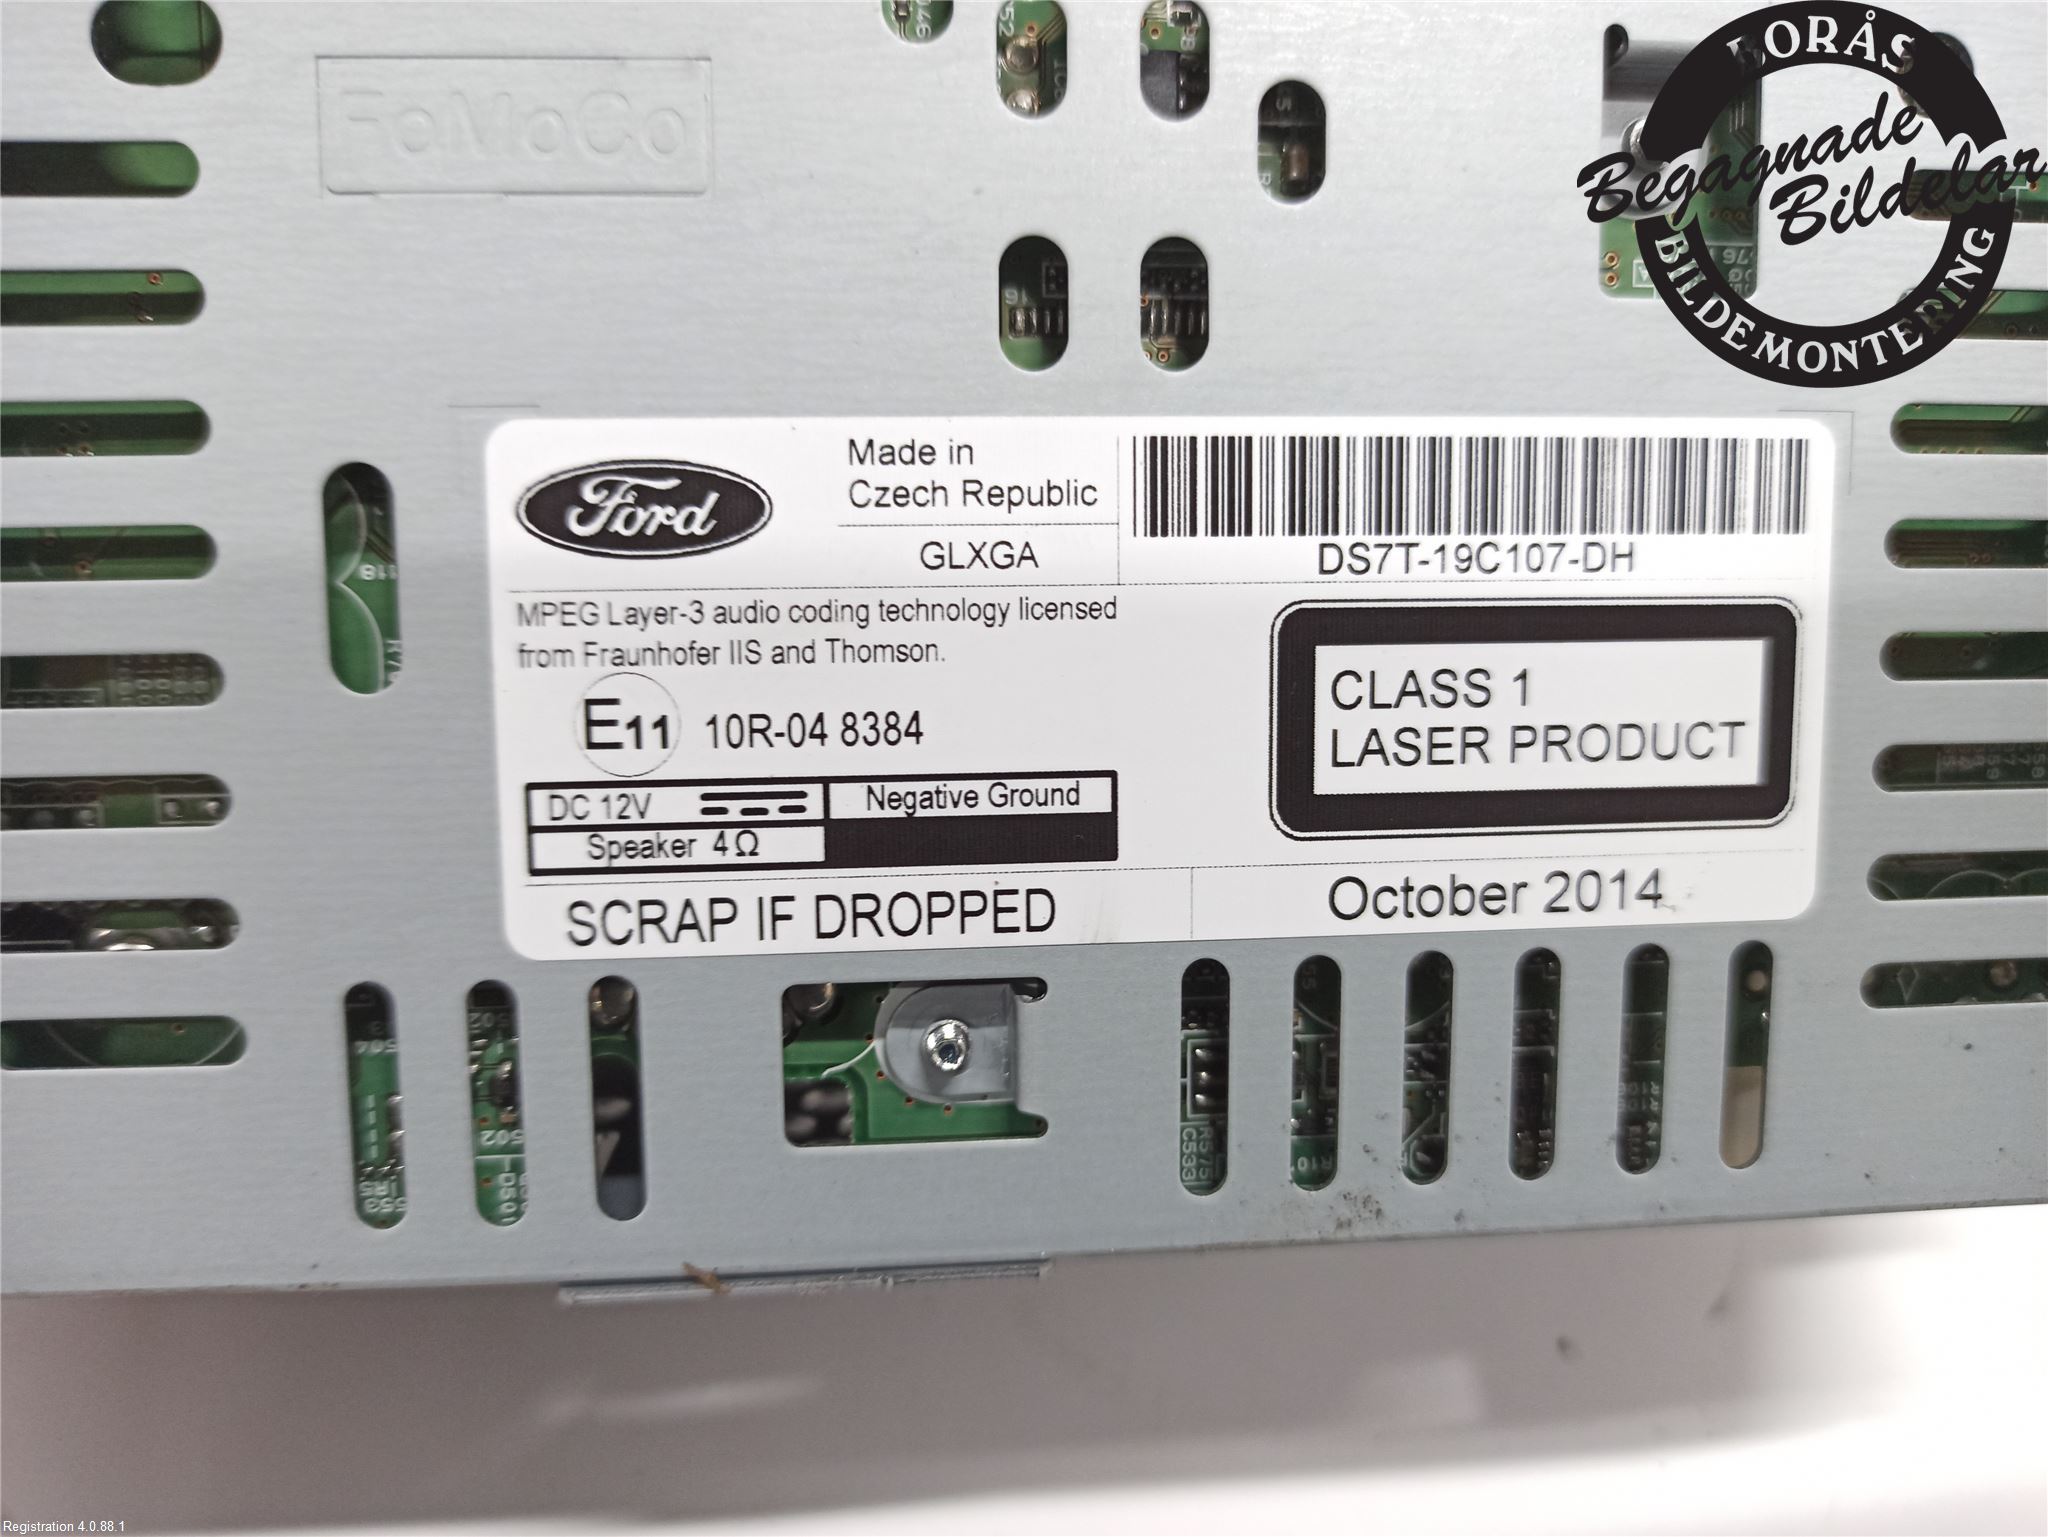 BORÅS
Begagnade
Bildelar
BILDEMONTERING
FoMoCo
Ford
Made in
Czech Republic
GLXGA
DS7T-19C107-DH
MPEG Layer-3 audio coding technology licensed
from Fraunhofer IIS and Thomson.
E11 10R-04 8384
CLASS 1
LASER PRODUCT
DC 12V
Negative Ground
Speaker 4Ω
SCRAP IF DROPPED
October 2014
R575
C533
Registration 4.0.88.1